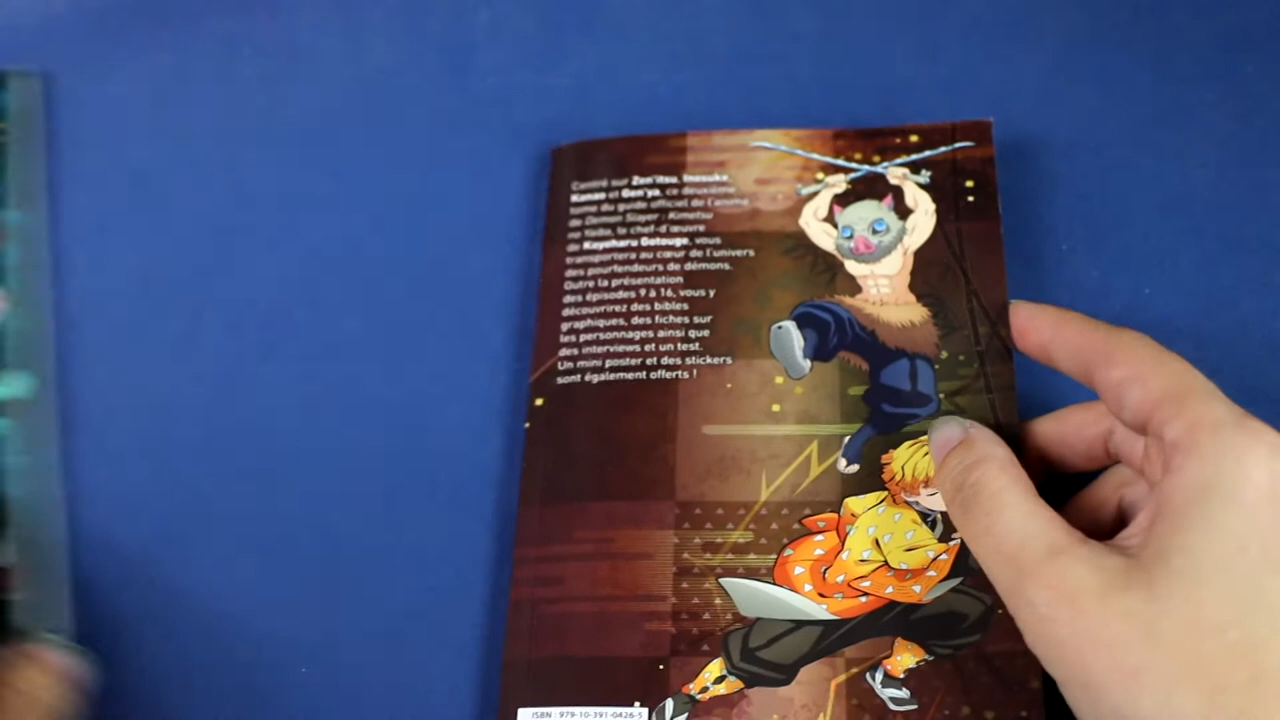 Centré sur Zen'itsu, Inosuke,
Kanao et Gen'ya, ce deuxième
tome du guide officiel de l'anime
de Demon Slayer : Kimetsu
no Yaiba, le chef-d'œuvre
de Koyoharu Gotouge, vous
transportera au cœur de l'univers
des pourfendeurs de démons.
Outre la présentation
des épisodes 9 à 16, vous y
découvrirez des bibles
graphiques, des fiches sur
les personnages ainsi que
des interviews et un test.
Un mini poster et des stickers
sont également offerts !
ISBN : 979-10-391-0426-5